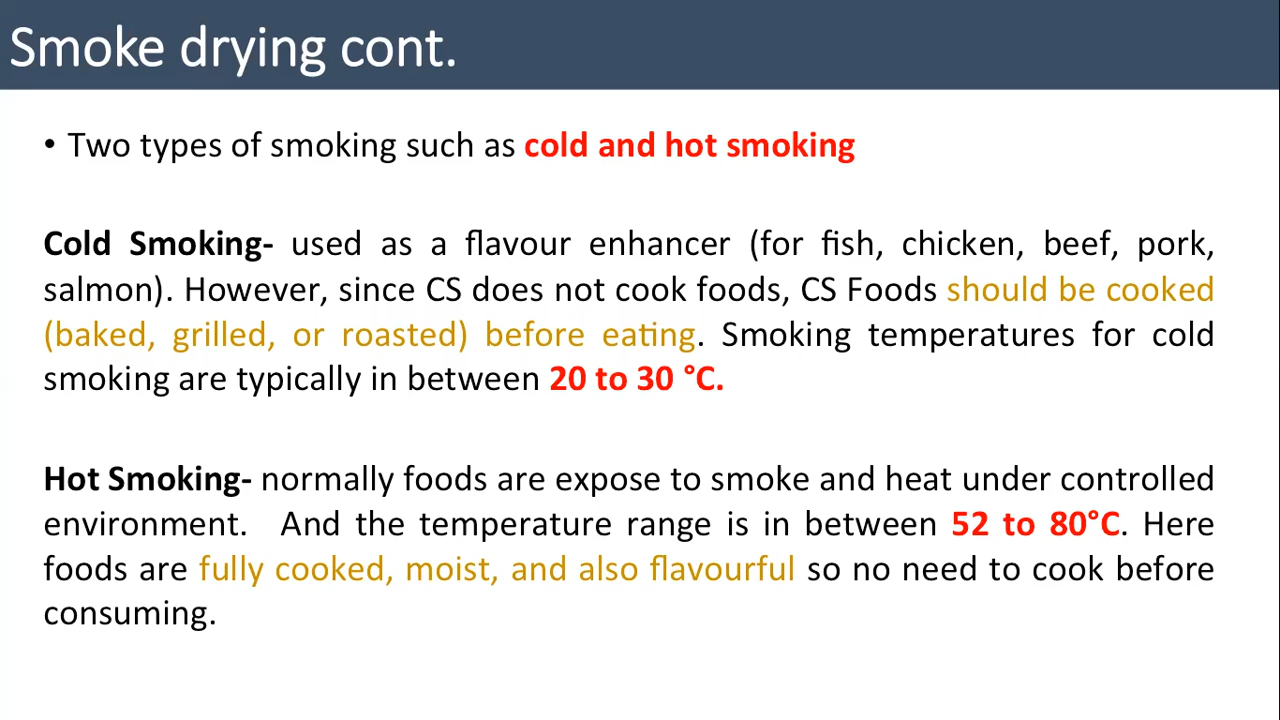 Smoke drying cont.
• Two types of smoking such as cold and hot smoking
Cold Smoking- used as a flavour enhancer (for fish, chicken, beef, pork,
salmon). However, since CS does not cook foods, CS Foods should be cooked
(baked, grilled, or roasted) before eating. Smoking temperatures for cold
smoking are typically in between 20 to 30 °C.
Hot Smoking- normally foods are expose to smoke and heat under controlled
environment.  And the temperature range is in between 52 to 80°C. Here
foods are fully cooked, moist, and also flavourful so no need to cook before
consuming.